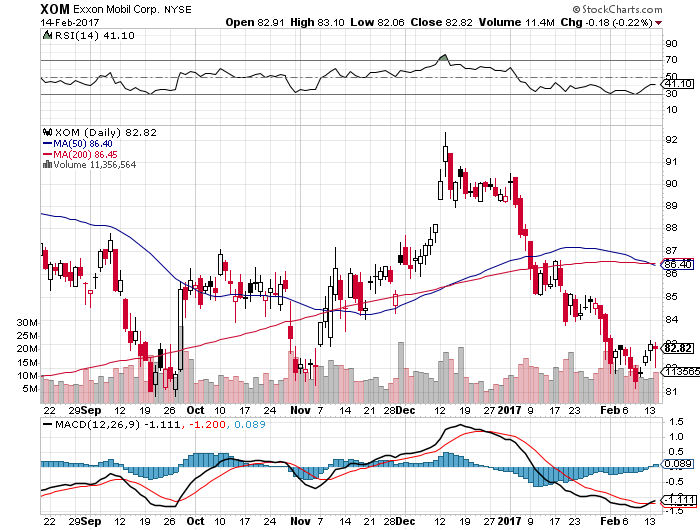 XOM Exxon Mobil Corp. NYSE © StockCharts.com
14-Feb-2017 Open 82.91 High 83.10 Low 82.06 Close 82.82 Volume 11.4M Chg -0.18 (-0.22%)
RSI(14) 41.10
90
70
50
41.10
30
10
XOM (Daily) 82.82
MA(50) 86.40
MA(200) 86.45
Volume 11,356,564
92
91
90
89
88
87
86.40
85
84
82.82
81
30M
25M
20M
15M
10M
5M
22 29 Sep 12 19 26 Oct 10 17 24 Nov 7 14 21 28 Dec 12 19 27 2017 9 17 23 Feb 6 13
MACD(12,26,9) -1.111, -1.200, 0.089
1.5
1.0
0.5
0.089
-0.5
-1.111
-1.5
22 29 Sep 12 19 26 Oct 10 17 24 Nov 7 14 21 28 Dec 12 19 27 2017 9 17 23 Feb 6 13